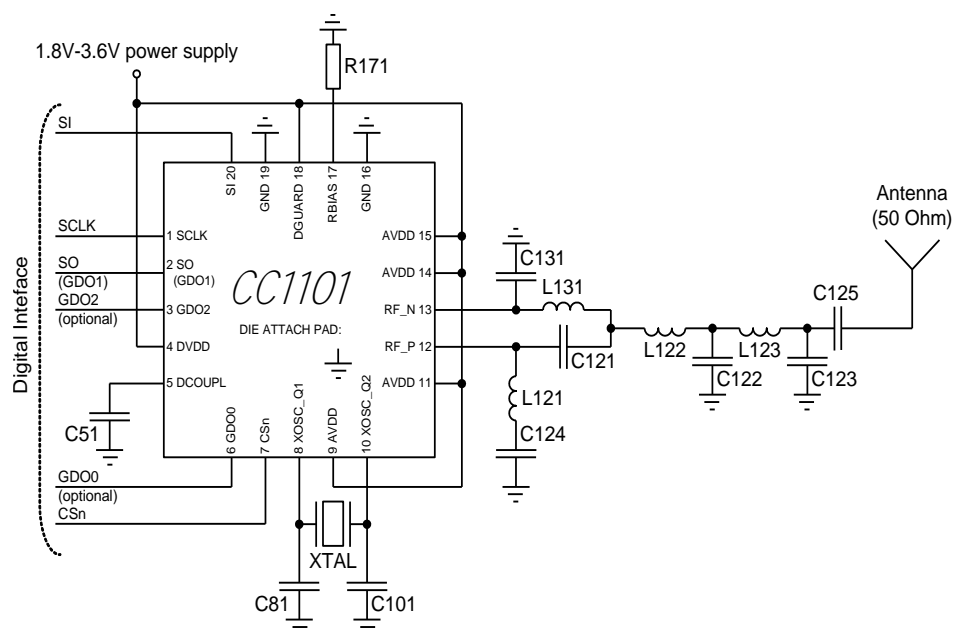 1.8V-3.6V power supply
R171
SI
SI 20
GND 19
DGUARD 18
RBIAS 17
GND 16
Antenna
(50 Ohm)
SCLK
1 SCLK
AVDD 15
SO
(GDO1)
2 SO
(GDO1)
AVDD 14
C131
L131
C125
GDO2
(optional)
3 GDO2
CC1101
RF_N 13
DIE ATTACH PAD:
4 DVDD
RF_P 12
C121
L122
L123
C122
C123
5 DCOUPL
AVDD 11
L121
C51
C124
6 GDO0
7 CSn
8 XOSC_Q1
9 AVDD
10 XOSC_Q2
GDO0
(optional)
CSn
XTAL
C81
C101
Digital Inteface